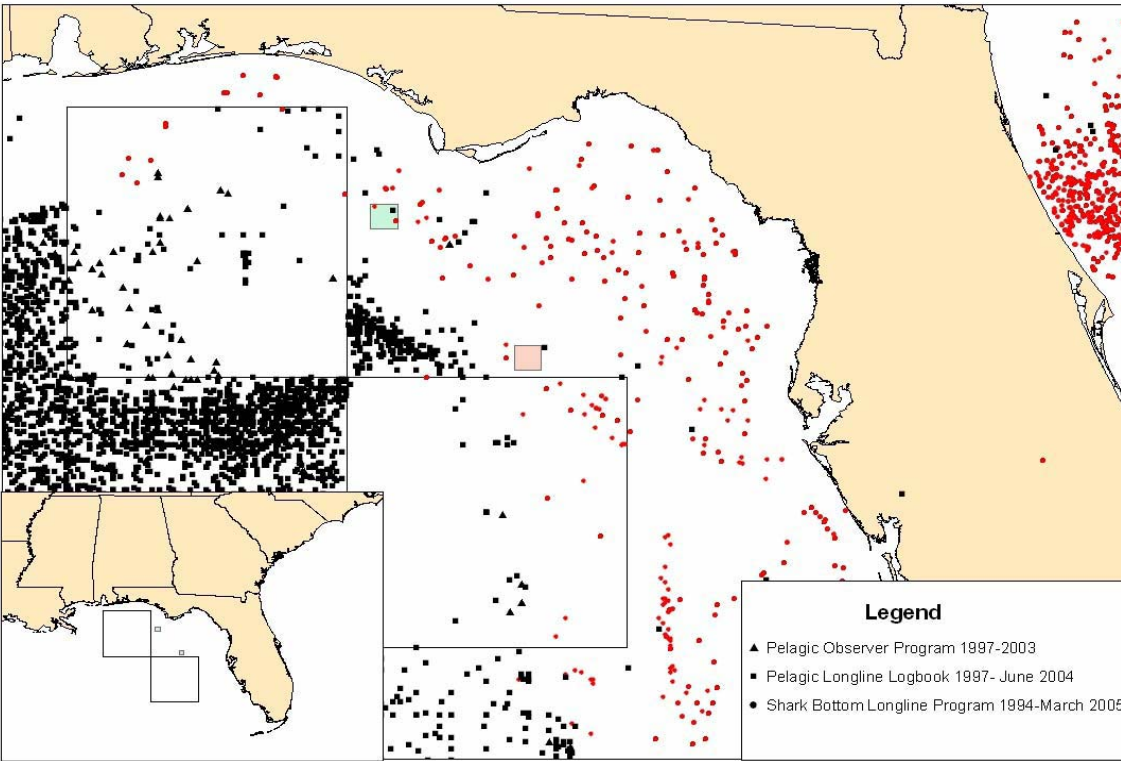 Legend
Pelagic Observer Program 1997-2003
Pelagic Longline Logbook 1997- June 2004
Shark Bottom Longline Program 1994-March 2005